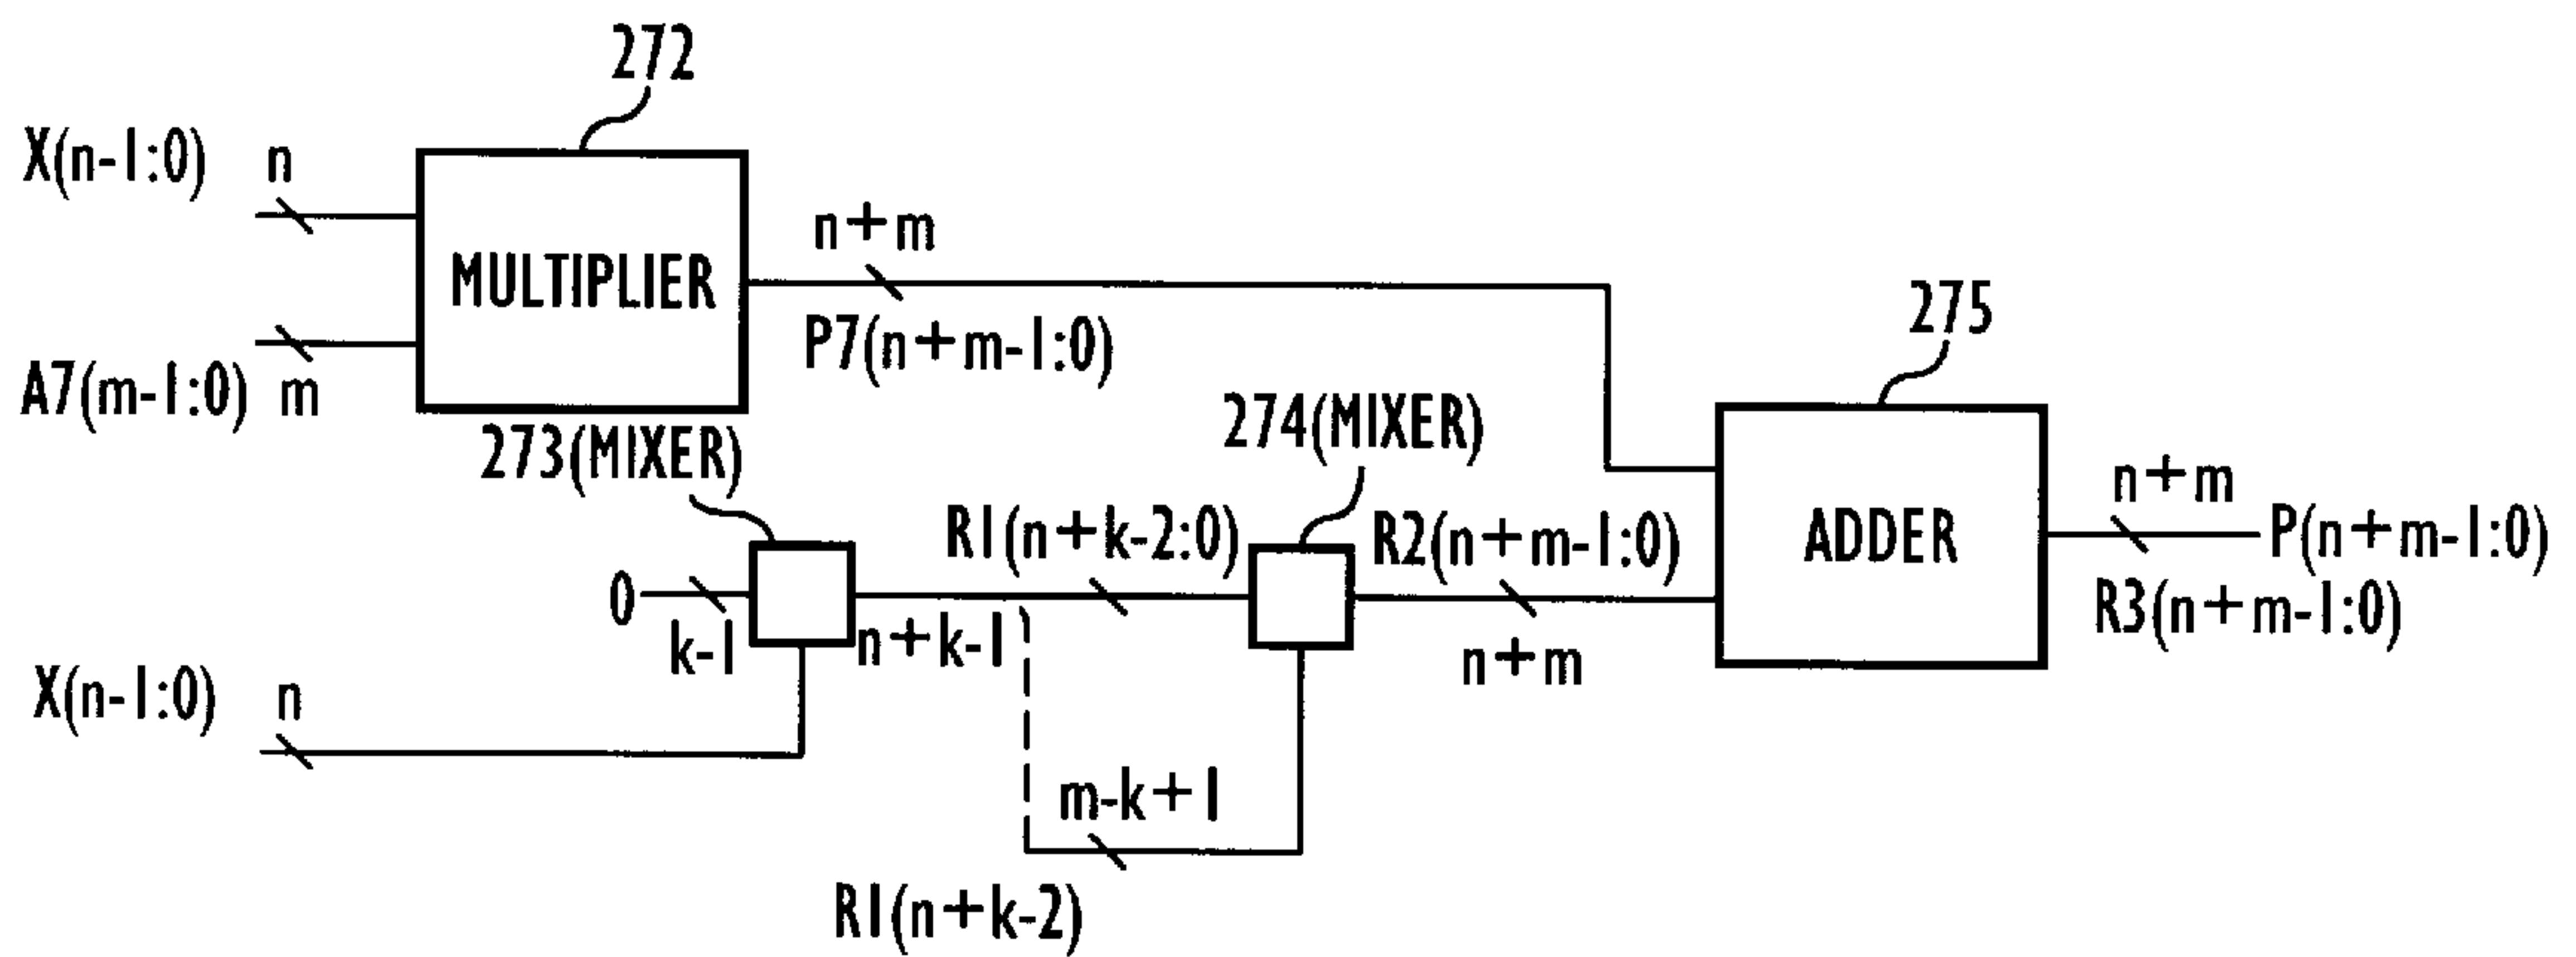 272
X(n-1:0) n
MULTIPLIER
n+m
P7(n+m-1:0)
A7(m-1:0) m
275
273(MIXER)
274(MIXER)
ADDER
n+m
P(n+m-1:0)
R3(n+m-1:0)
R1(n+k-2:0)
R2(n+m-1:0)
0
k-1
n+k-1
n+m
X(n-1:0) n
m-k+1
R1(n+k-2)